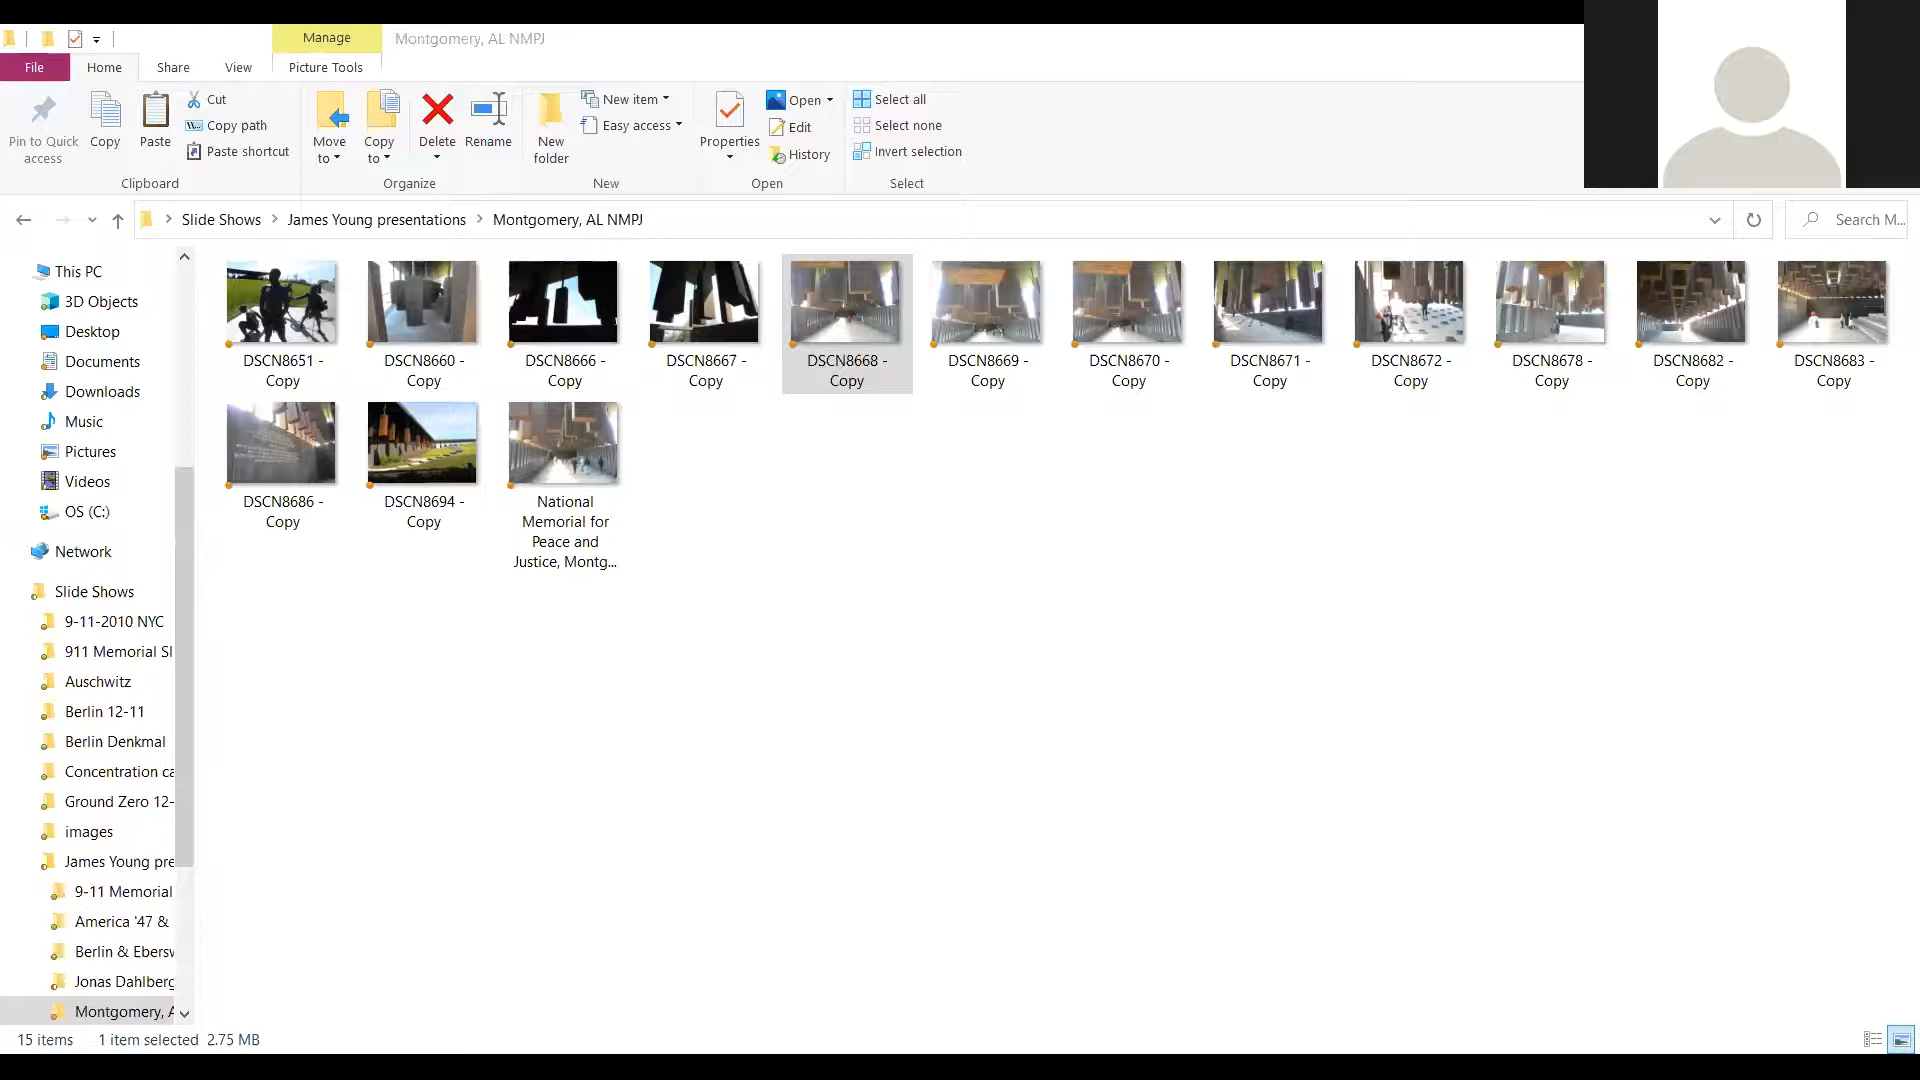 Manage
Montgomery, AL NMPJ
File
Home
Share
View
Picture Tools
Pin to Quick access
Copy
Paste
Cut
Copy path
Paste shortcut
Move to
Copy to
Delete
Rename
New folder
New item
Easy access
Properties
Open
Edit
History
Select all
Select none
Invert selection
Clipboard
Organize
New
Open
Select
Slide Shows
James Young presentations
Montgomery, AL NMPJ
Search M...
This PC
3D Objects
Desktop
Documents
Downloads
Music
Pictures
Videos
OS (C:)
Network
Slide Shows
9-11-2010 NYC
911 Memorial Sl
Auschwitz
Berlin 12-11
Berlin Denkmal
Concentration ca
Ground Zero 12-
images
James Young pre
9-11 Memorial
America '47 &
Berlin & Ebersw
Jonas Dahlberg
Montgomery, A
DSCN8651 -
Copy
DSCN8660 -
Copy
DSCN8666 -
Copy
DSCN8667 -
Copy
DSCN8668 -
Copy
DSCN8669 -
Copy
DSCN8670 -
Copy
DSCN8671 -
Copy
DSCN8672 -
Copy
DSCN8678 -
Copy
DSCN8682 -
Copy
DSCN8683 -
Copy
DSCN8686 -
Copy
DSCN8694 -
Copy
National
Memorial for
Peace and
Justice, Montg...
15 items
1 item selected
2.75 MB